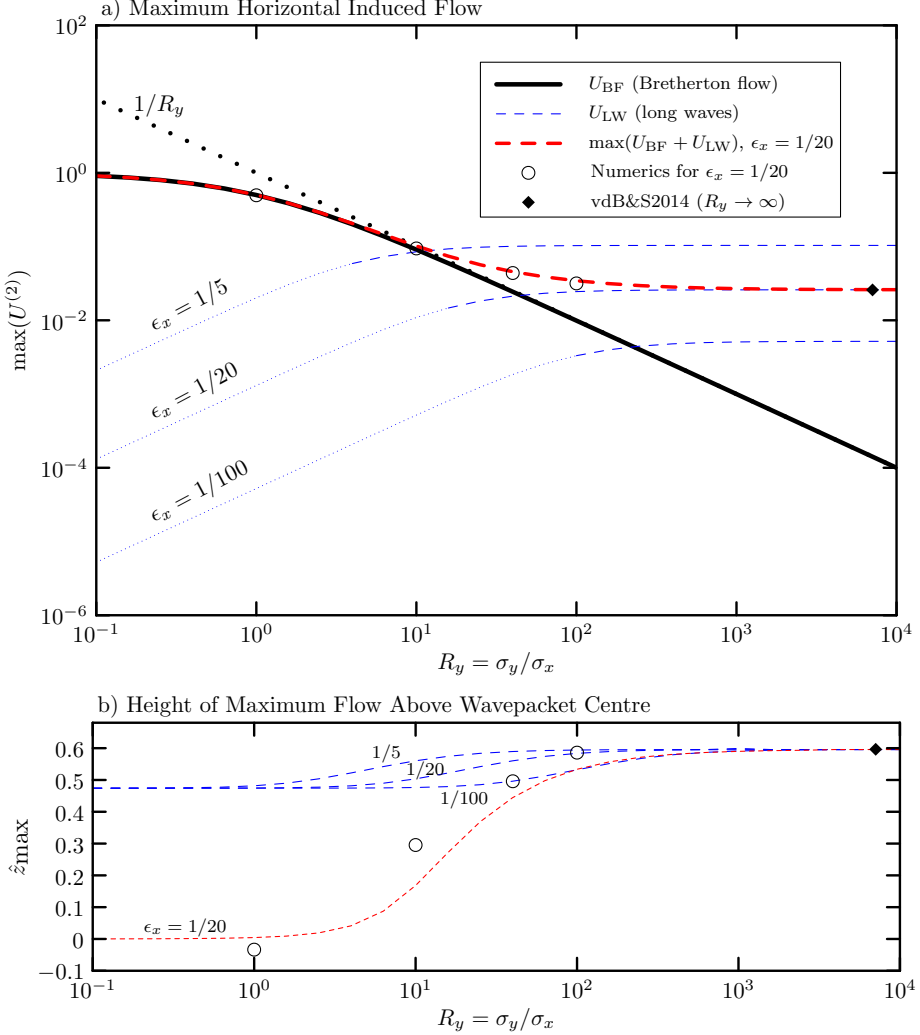 a) Maximum Horizontal Induced Flow
10^2
10^0
10^{-2}
10^{-4}
10^{-6}
max(U^{(2)})
1/R_y
U_BF (Bretherton flow)
U_LW (long waves)
max(U_BF + U_LW), ϵ_x = 1/20
Numerics for ϵ_x = 1/20
vdB&S2014 (R_y → ∞)
ϵ_x = 1/5
ϵ_x = 1/20
ϵ_x = 1/100
10^{-1} 10^0 10^1 10^2 10^3 10^4
R_y = σ_y/σ_x
b) Height of Maximum Flow Above Wavepacket Centre
0.6
0.5
0.4
0.3
0.2
0.1
0
−0.1
ẑmax
1/5
1/20
1/100
ϵ_x = 1/20
10^{-1} 10^0 10^1 10^2 10^3 10^4
R_y = σ_y/σ_x